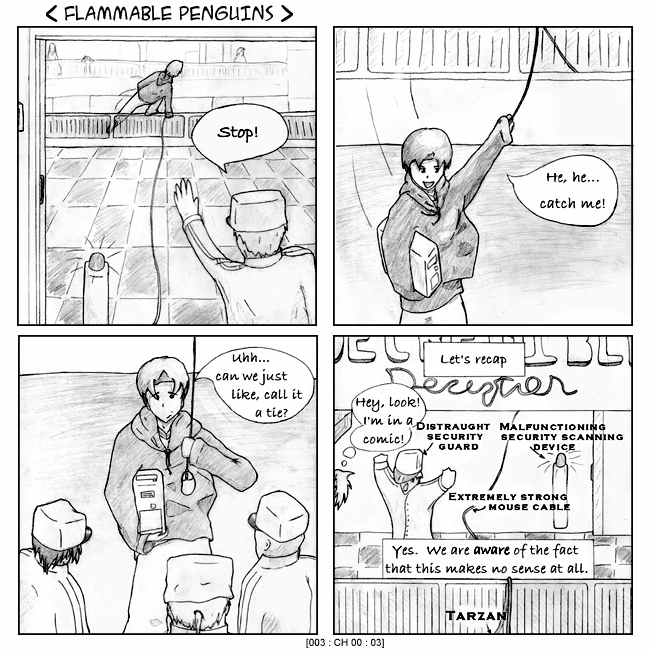 < FLAMMABLE PENGUINS >
Stop!
He, he...
catch me!
Uhh...
can we just
like, call it
a tie?
Let's recap
Deception
Hey, look!
I'm in a
comic!
DISTRAUGHT
SECURITY
GUARD
MALFUNCTIONING
SECURITY SCANNING
DEVICE
EXTREMELY STRONG
MOUSE CABLE
Yes. We are aware of the fact
that this makes no sense at all.
TARZAN
[003 : CH 00 : 03]